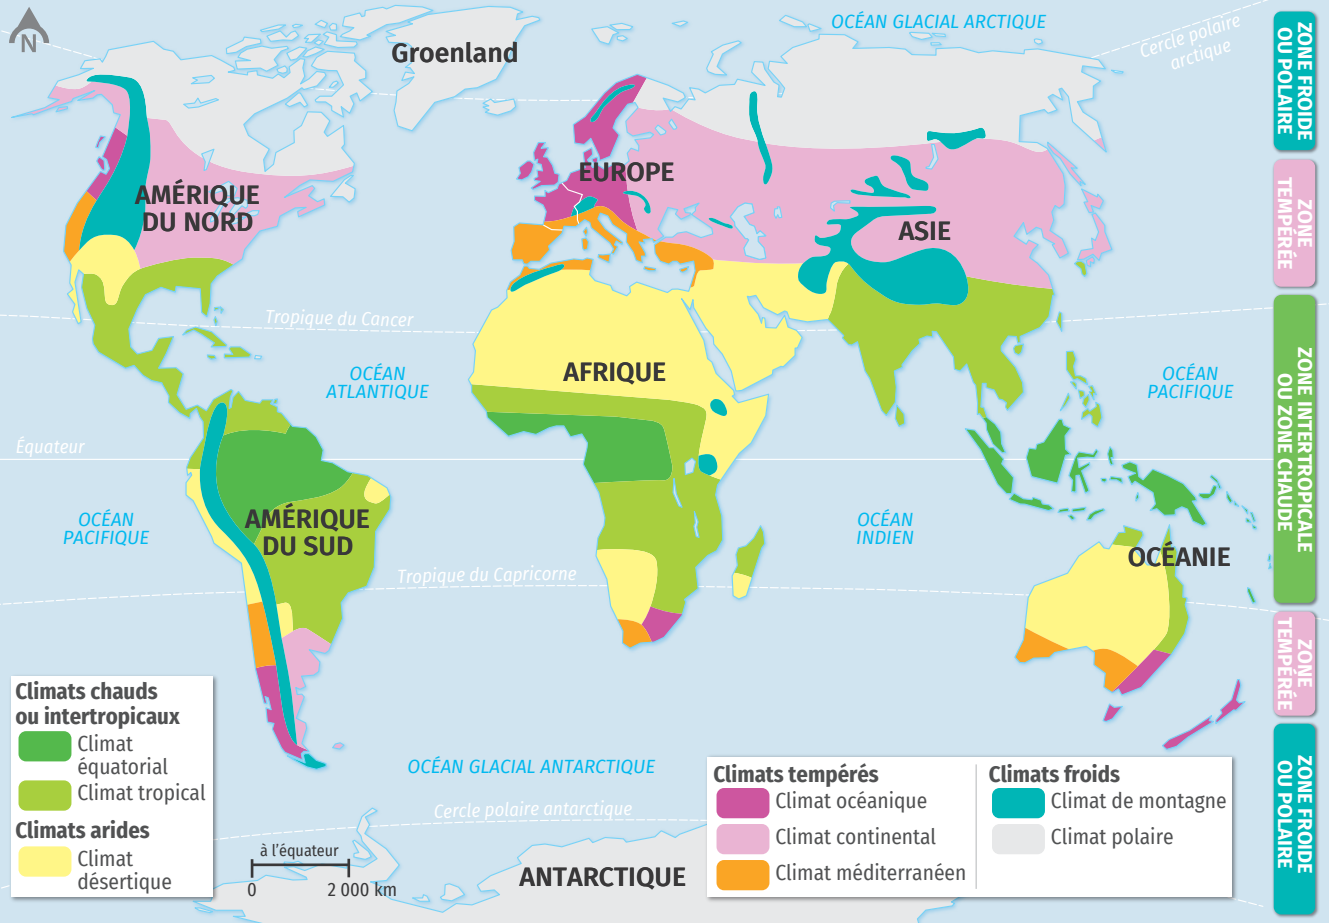 N
Groenland
OCÉAN GLACIAL ARCTIQUE
Cercle polaire
arctique
ZONE FROIDE
OU POLAIRE
AMÉRIQUE
DU NORD
EUROPE
ASIE
ZONE
TEMPÉRÉE
Tropique du Cancer
OCÉAN
ATLANTIQUE
AFRIQUE
OCÉAN
PACIFIQUE
ZONE INTERTROPICALE
OU ZONE CHAUDE
Équateur
OCÉAN
PACIFIQUE
AMÉRIQUE
DU SUD
OCÉAN
INDIEN
OCÉANIE
Tropique du Capricorne
ZONE
TEMPÉRÉE
OCÉAN GLACIAL ANTARCTIQUE
Cercle polaire antarctique
ANTARCTIQUE
ZONE FROIDE
OU POLAIRE
Climats chauds
ou intertropicaux
Climat
équatorial
Climat tropical
Climats arides
Climat
désertique
à l'équateur
0 2 000 km
Climats tempérés
Climat océanique
Climat continental
Climat méditerranéen
Climats froids
Climat de montagne
Climat polaire